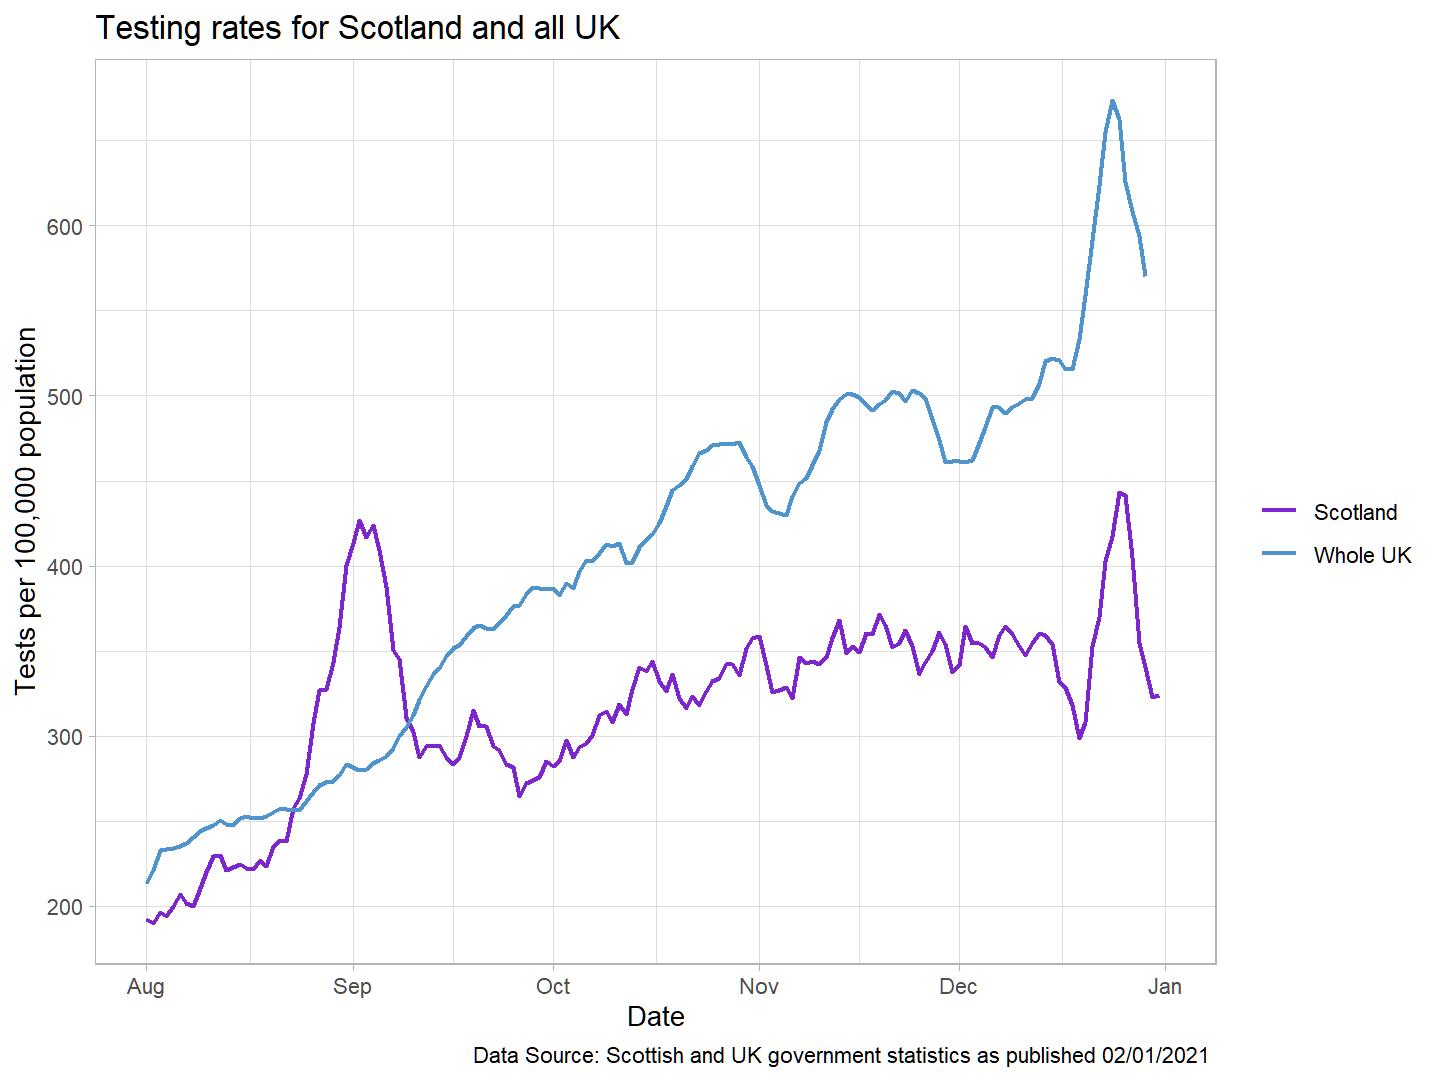 Testing rates for Scotland and all UK
Tests per 100,000 population
600
500
400
300
200
Aug Sep Oct Nov Dec Jan
Date
Scotland
Whole UK
Data Source: Scottish and UK government statistics as published 02/01/2021